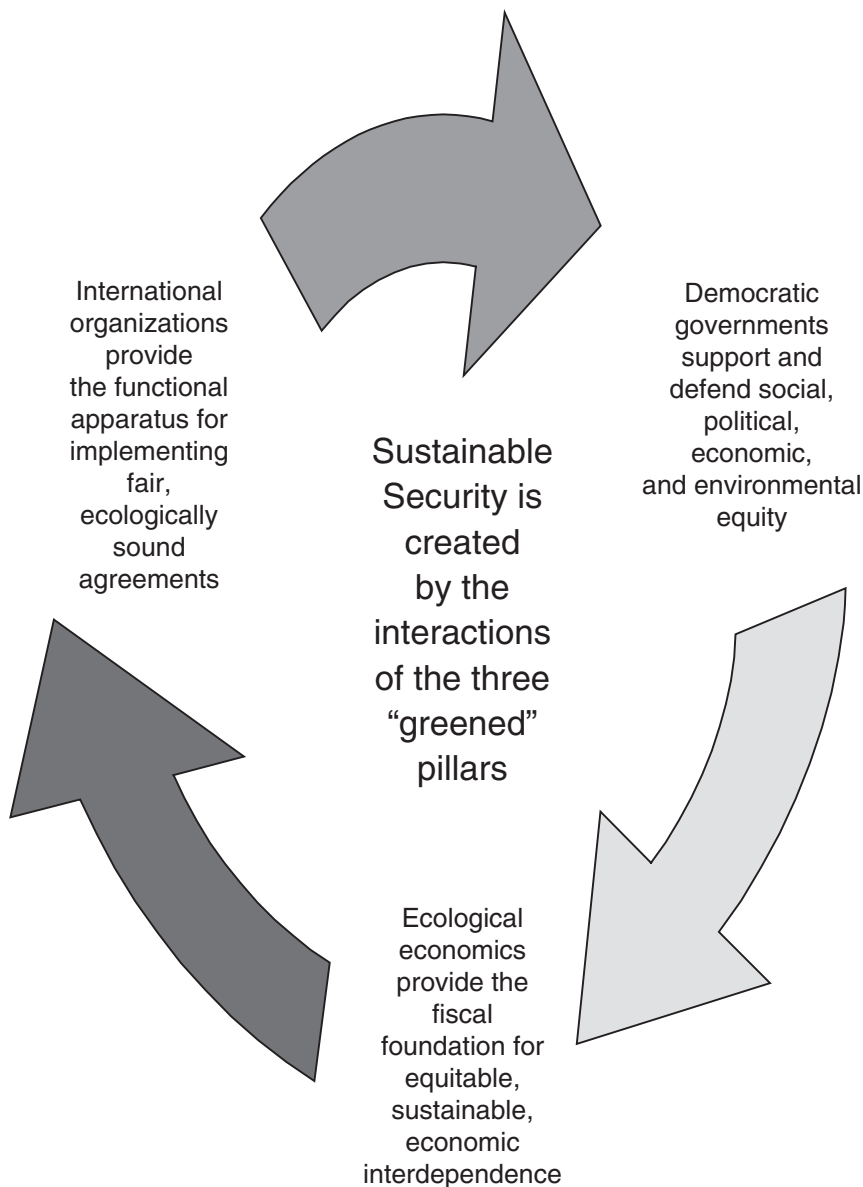 International
organizations
provide
the functional
apparatus for
implementing
fair,
ecologically
sound
agreements
Democratic
governments
support and
defend social,
political,
economic,
and environmental
equity
Sustainable
Security is
created
by the
interactions
of the three
“greened”
pillars
Ecological
economics
provide the
fiscal
foundation for
equitable,
sustainable,
economic
interdependence